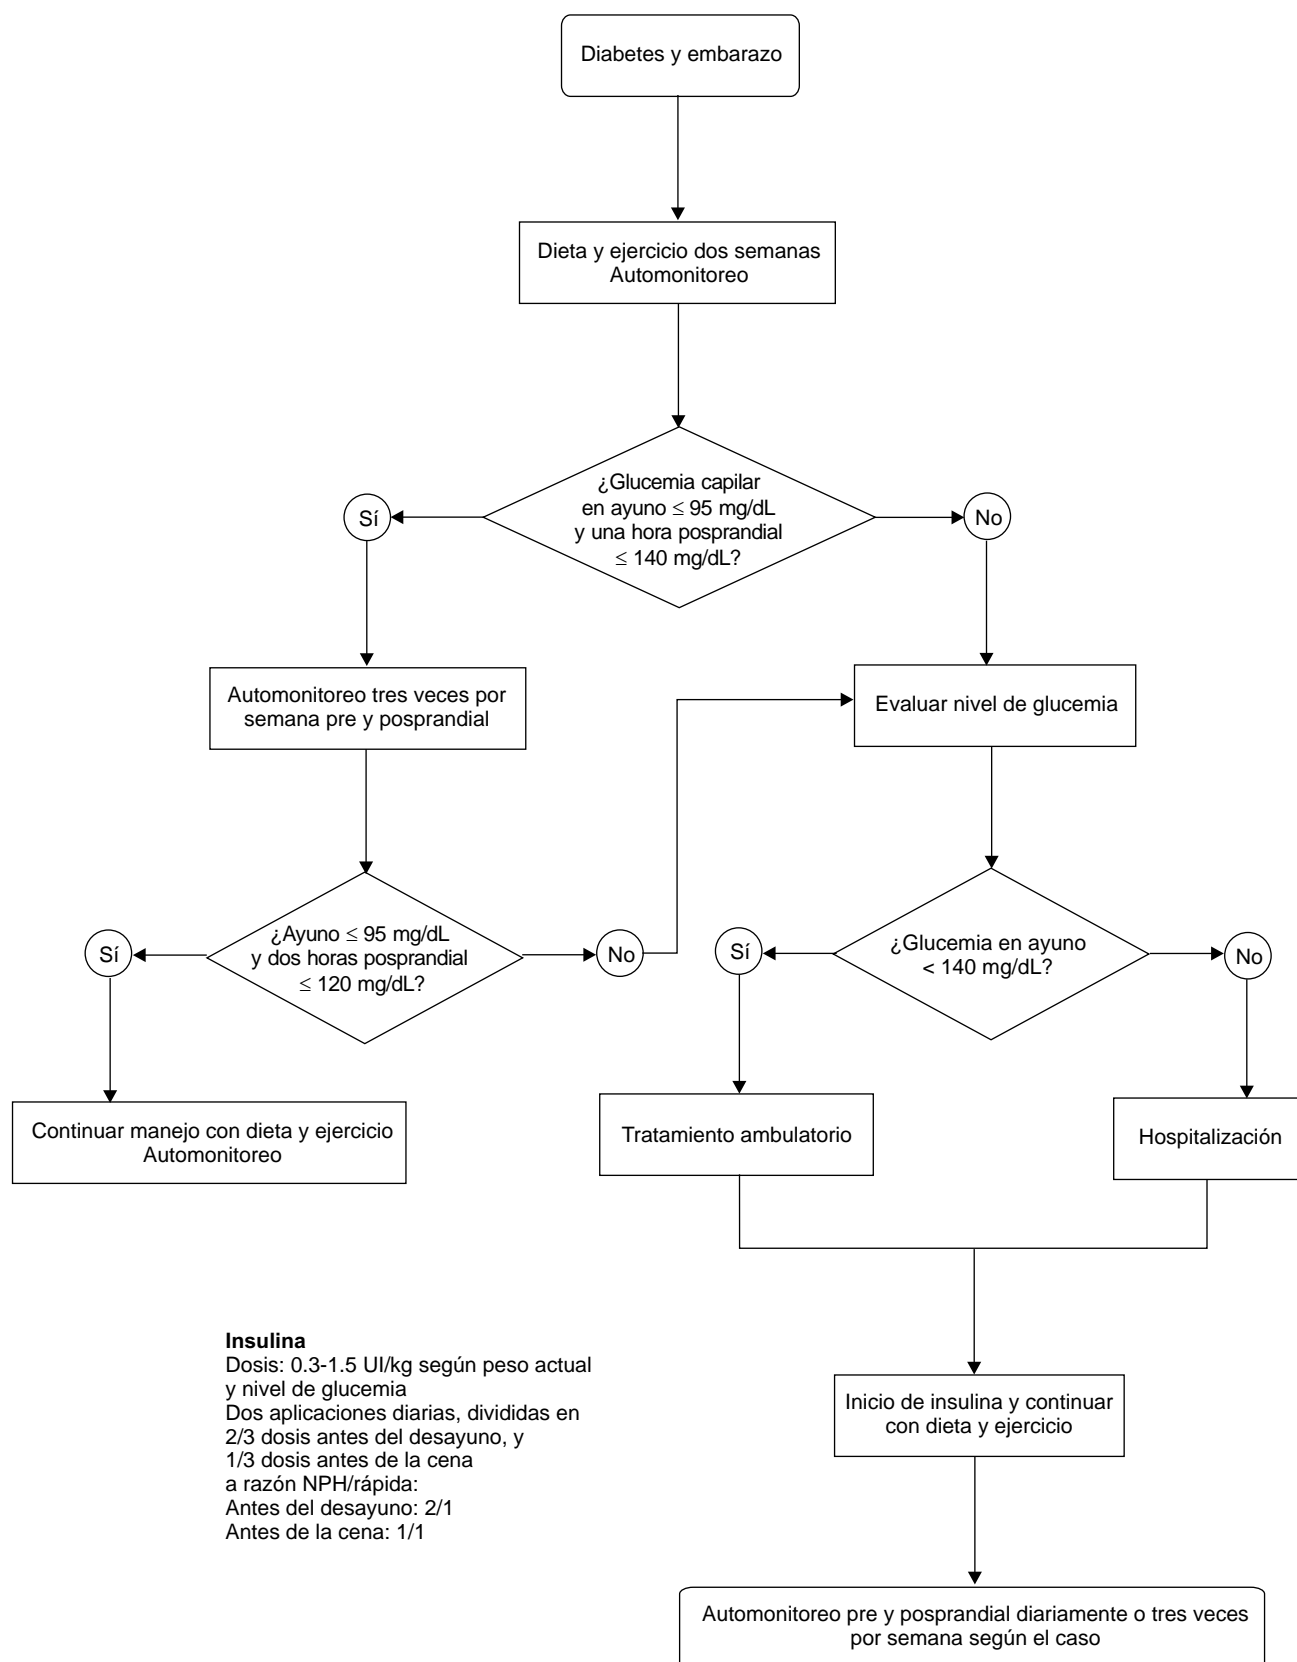 Diabetes y embarazo
Dieta y ejercicio dos semanas
Automonitoreo
¿Glucemia capilar
en ayuno ≤ 95 mg/dL
y una hora posprandial
≤ 140 mg/dL?
Sí
No
Automonitoreo tres veces por
semana pre y posprandial
Evaluar nivel de glucemia
¿Ayuno ≤ 95 mg/dL
y dos horas posprandial
≤ 120 mg/dL?
Sí
No
¿Glucemia en ayuno
< 140 mg/dL?
Sí
No
Continuar manejo con dieta y ejercicio
Automonitoreo
Tratamiento ambulatorio
Hospitalización
Insulina
Dosis: 0.3-1.5 UI/kg según peso actual
y nivel de glucemia
Dos aplicaciones diarias, divididas en
2/3 dosis antes del desayuno, y
1/3 dosis antes de la cena
a razón NPH/rápida:
Antes del desayuno: 2/1
Antes de la cena: 1/1
Inicio de insulina y continuar
con dieta y ejercicio
Automonitoreo pre y posprandial diariamente o tres veces
por semana según el caso